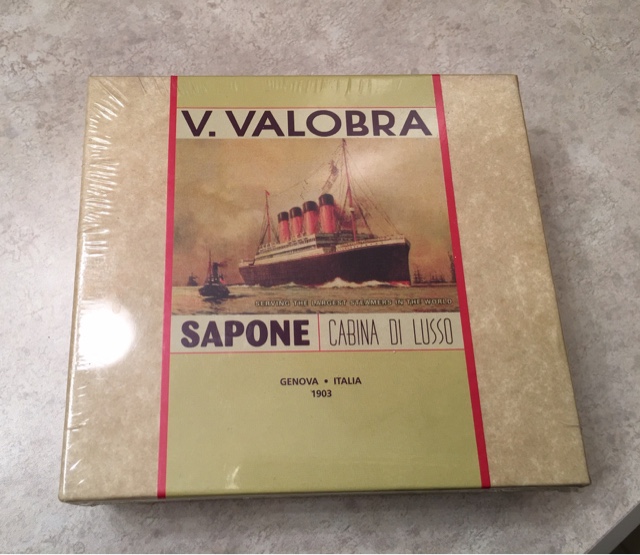 V. VALOBRA
SERVING THE LARGEST STEAMERS IN THE WORLD
SAPONE CABINA DI LUSSO
GENOVA • ITALIA
1903